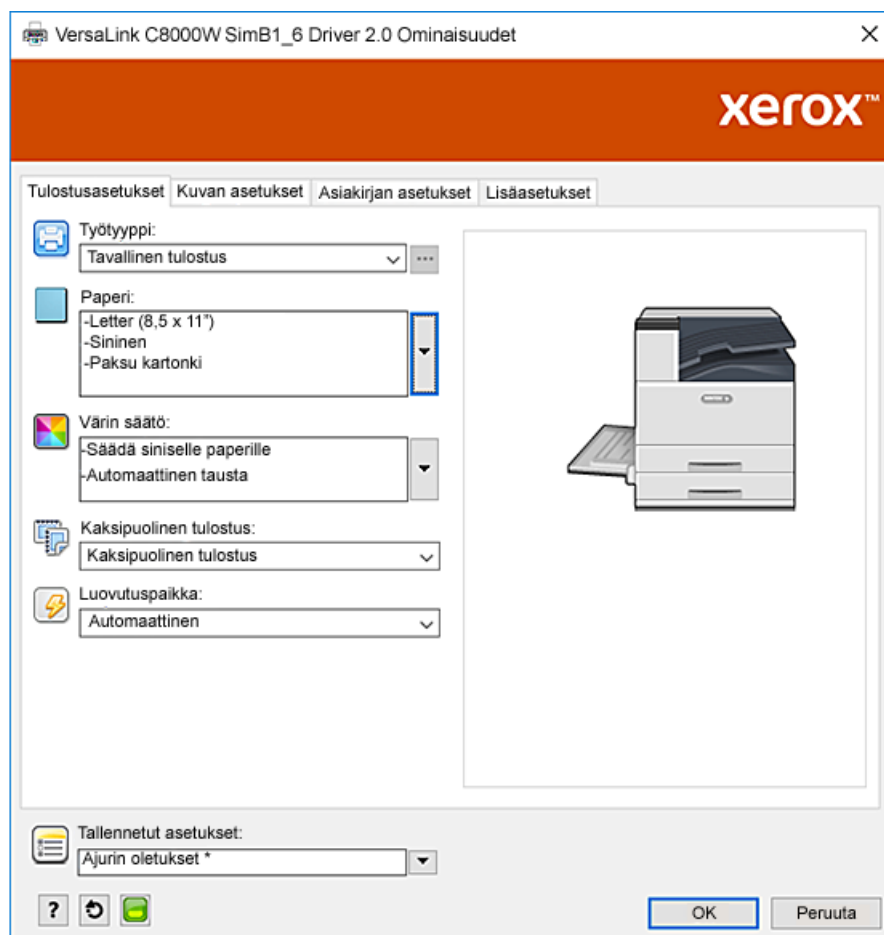 VersaLink C8000W SimB1_6 Driver 2.0 Ominaisuudet
xerox™
Tulostusasetukset Kuvan asetukset Asiakirjan asetukset Lisäasetukset
Työtyyppi:
Tavallinen tulostus
Paperi:
-Letter (8,5 x 11”)
-Sininen
-Paksu kartonki
Värin säätö:
-Säädä siniselle paperille
-Automaattinen tausta
Kaksipuolinen tulostus:
Kaksipuolinen tulostus
Luovutuspaikka:
Automaattinen
Tallennetut asetukset:
Ajurin oletukset *
?
OK Peruuta